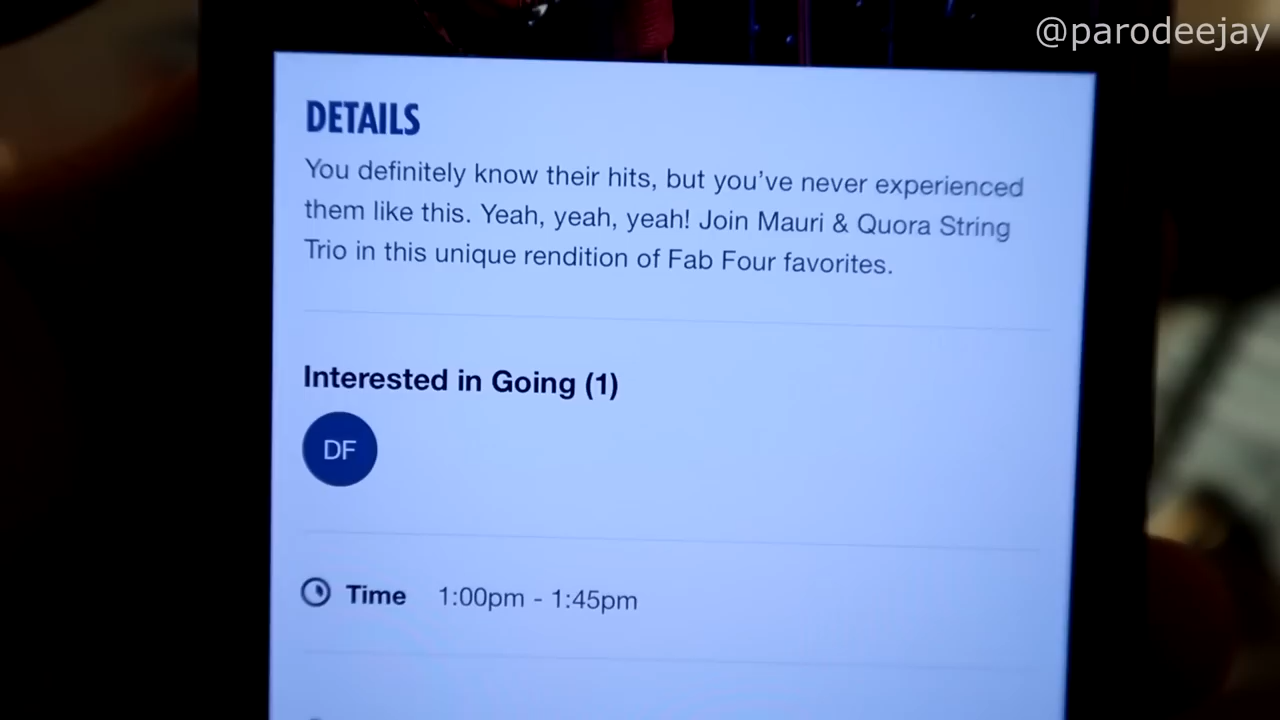 @parodeejay
DETAILS
You definitely know their hits, but you've never experienced
them like this. Yeah, yeah, yeah! Join Mauri & Quora String
Trio in this unique rendition of Fab Four favorites.
Interested in Going (1)
DF
Time 1:00pm - 1:45pm